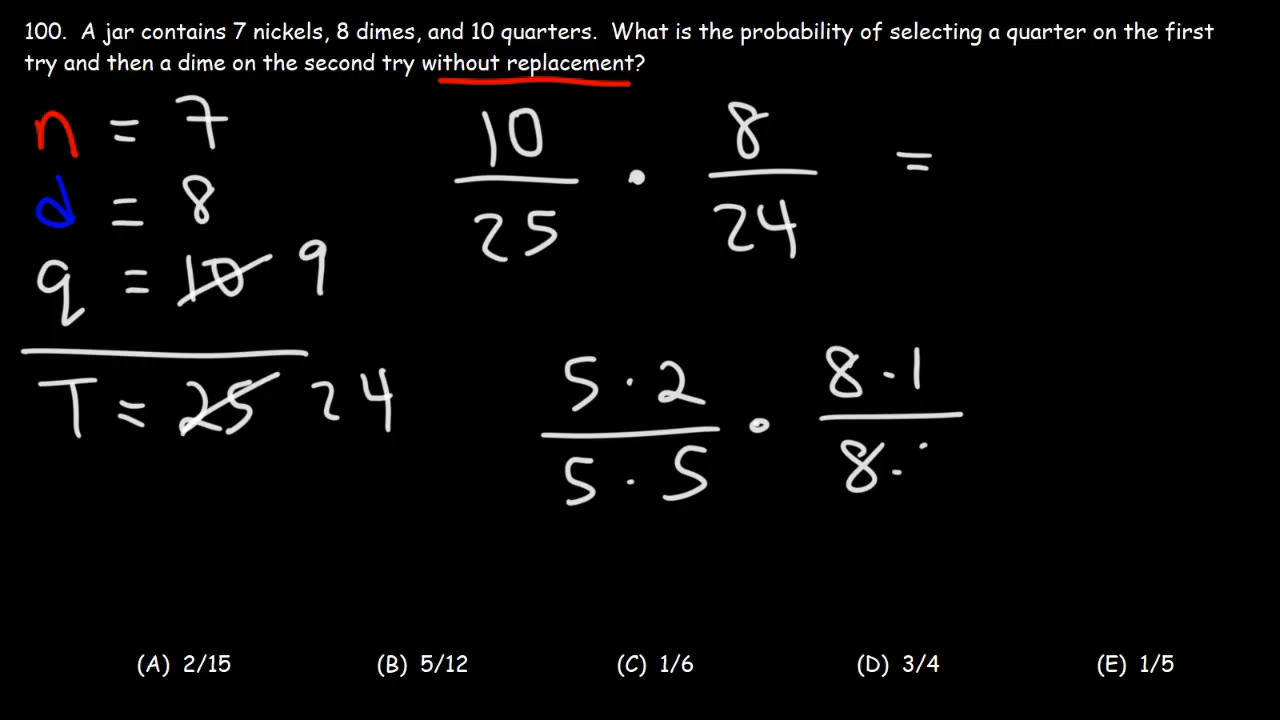 100. A jar contains 7 nickels, 8 dimes, and 10 quarters. What is the probability of selecting a quarter on the first
try and then a dime on the second try without replacement?
n = 7
d = 8
q = 10 9
T = 25 24
10/25 · 8/24 =
5·2/5·5 · 8·1/8·
(A) 2/15 (B) 5/12 (C) 1/6 (D) 3/4 (E) 1/5